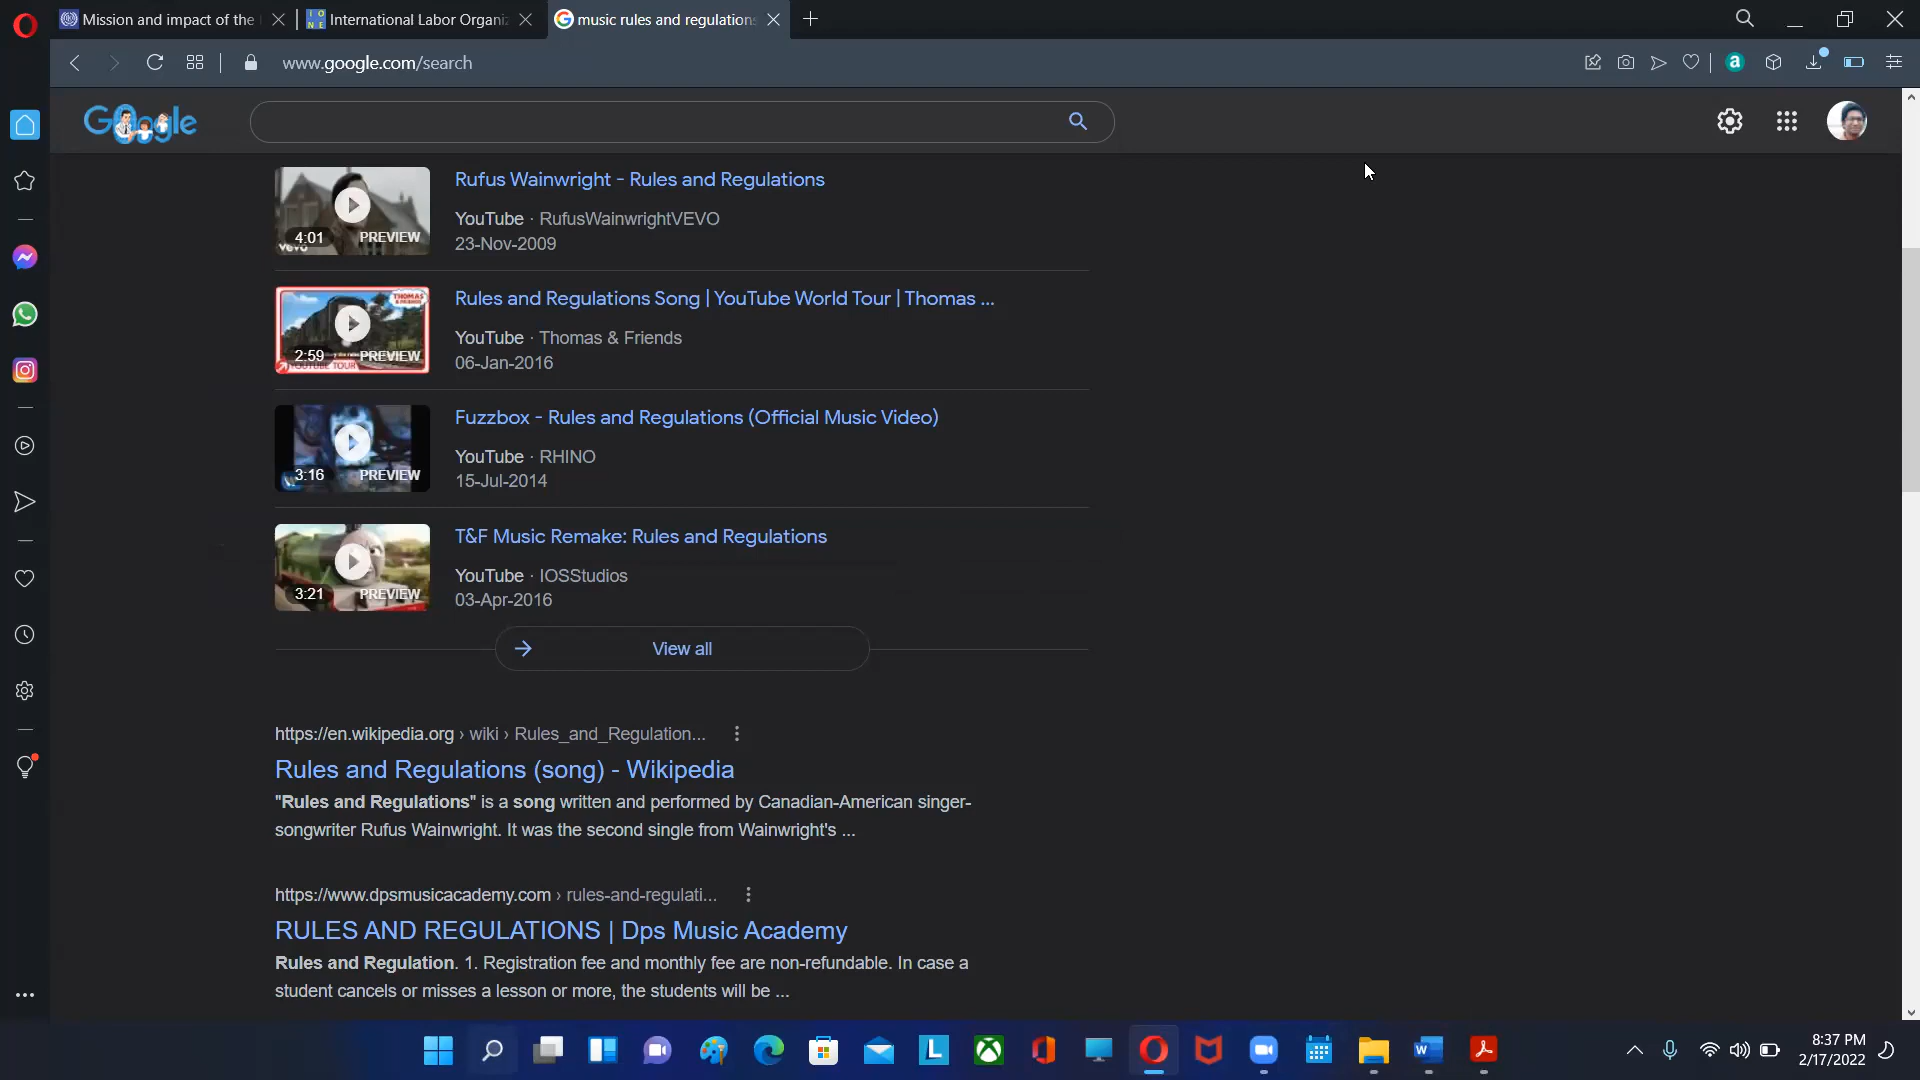 Mission and impact of the
International Labor Organiz
music rules and regulations
www.google.com/search
Google
Rufus Wainwright - Rules and Regulations
YouTube · RufusWainwrightVEVO
23-Nov-2009
4:01
PREVIEW
vevo
Rules and Regulations Song | YouTube World Tour | Thomas ...
YouTube · Thomas & Friends
06-Jan-2016
THOMAS
2:59
PREVIEW
YOUTUBE TOUR
Fuzzbox - Rules and Regulations (Official Music Video)
YouTube · RHINO
15-Jul-2014
3:16
PREVIEW
T&F Music Remake: Rules and Regulations
YouTube · IOSStudios
03-Apr-2016
3:21
PREVIEW
View all
https://en.wikipedia.org › wiki › Rules_and_Regulation...
Rules and Regulations (song) - Wikipedia
"Rules and Regulations" is a song written and performed by Canadian-American singer-
songwriter Rufus Wainwright. It was the second single from Wainwright's ...
https://www.dpsmusicacademy.com › rules-and-regulati...
RULES AND REGULATIONS | Dps Music Academy
Rules and Regulation. 1. Registration fee and monthly fee are non-refundable. In case a
student cancels or misses a lesson or more, the students will be ...
8:37 PM
2/17/2022